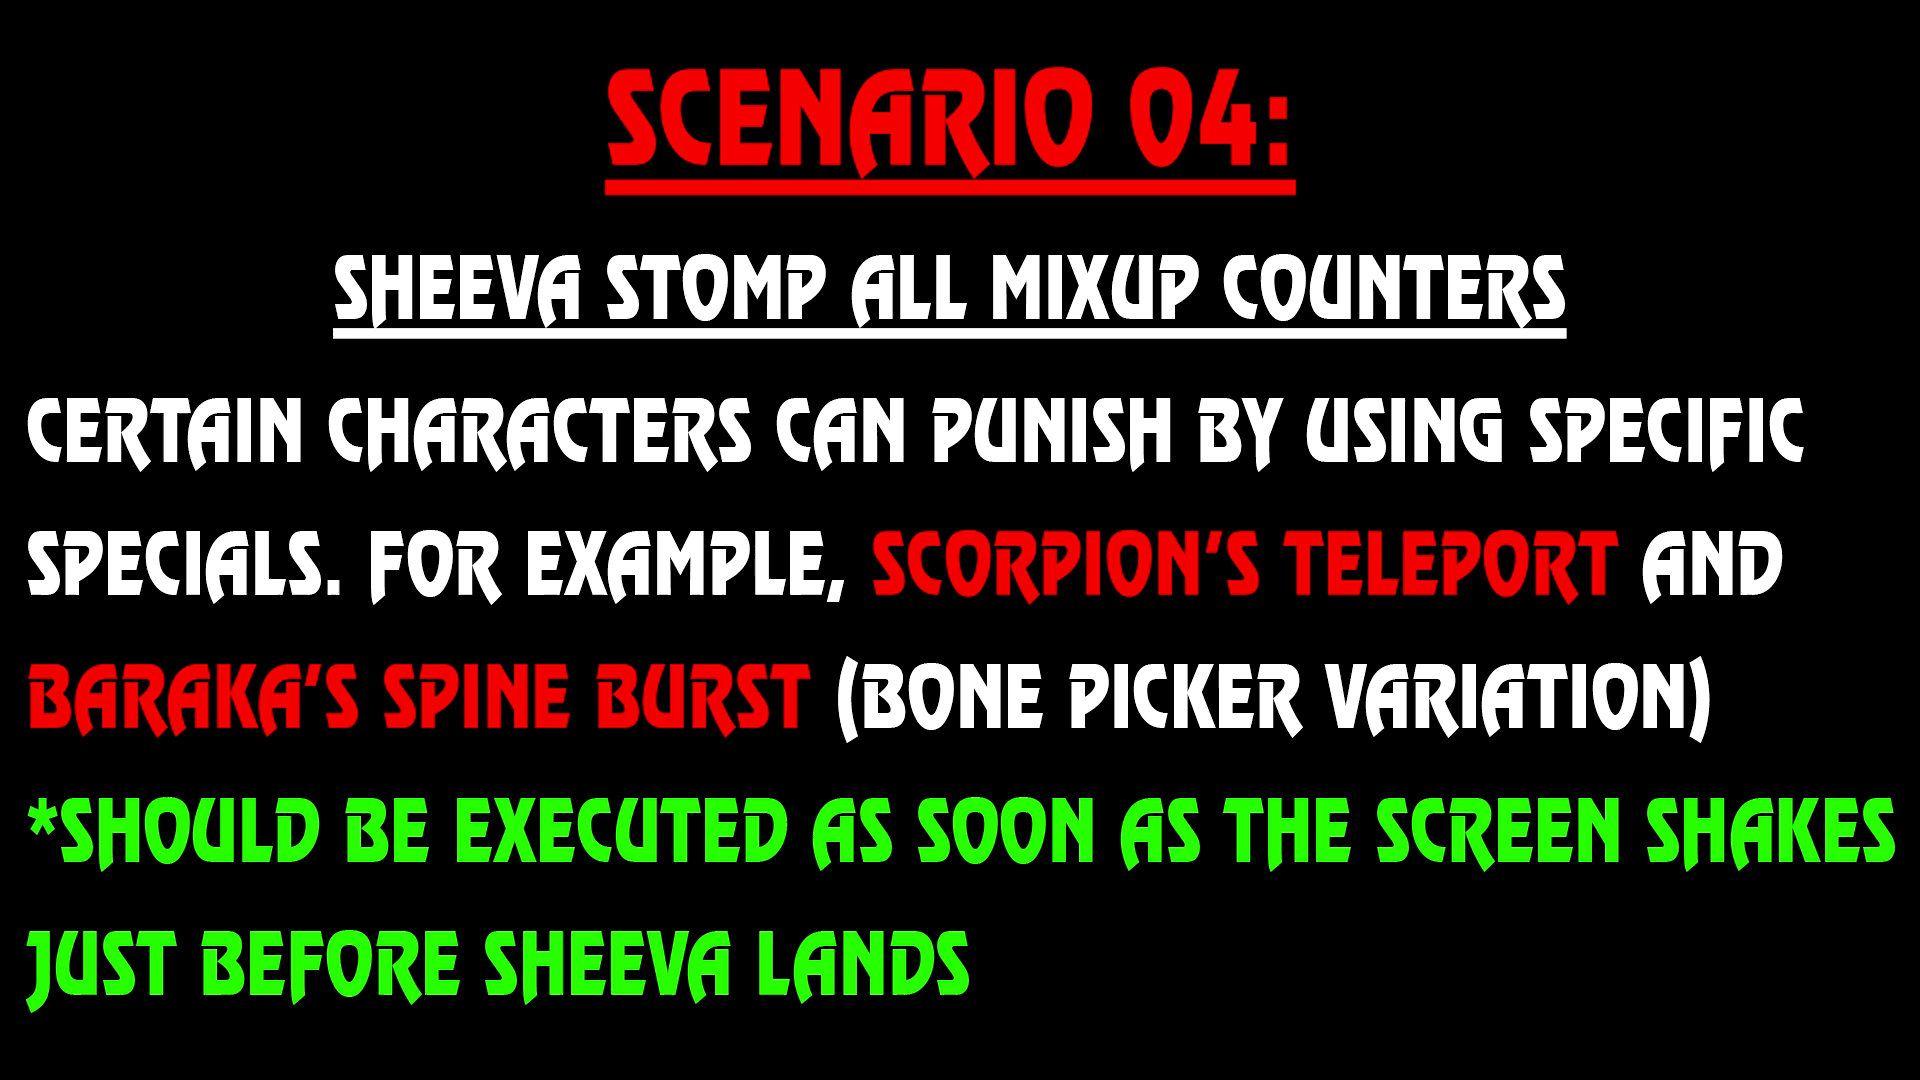 SCENARIO 04:
SHEEVA STOMP ALL MIXUP COUNTERS
CERTAIN CHARACTERS CAN PUNISH BY USING SPECIFIC
SPECIALS. FOR EXAMPLE, SCORPION'S TELEPORT AND
BARAKA'S SPINE BURST (BONE PICKER VARIATION)
*SHOULD BE EXECUTED AS SOON AS THE SCREEN SHAKES
JUST BEFORE SHEEVA LANDS